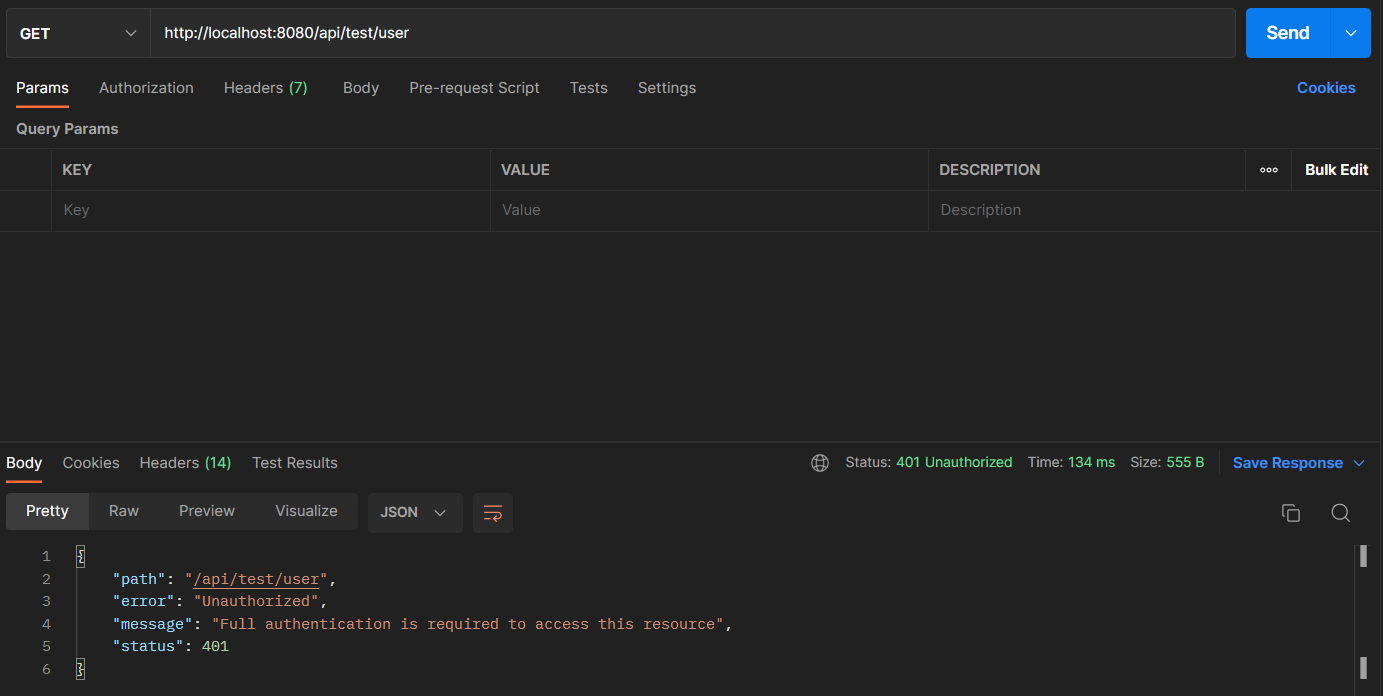 GET http://localhost:8080/api/test/user Send
Params Authorization Headers (7) Body Pre-request Script Tests Settings Cookies
Query Params
KEY VALUE DESCRIPTION Bulk Edit
Key Value Description
Body Cookies Headers (14) Test Results Status: 401 Unauthorized Time: 134 ms Size: 555 B Save Response
Pretty Raw Preview Visualize JSON
1 {
2 "path": "/api/test/user",
3 "error": "Unauthorized",
4 "message": "Full authentication is required to access this resource",
5 "status": 401
6 }